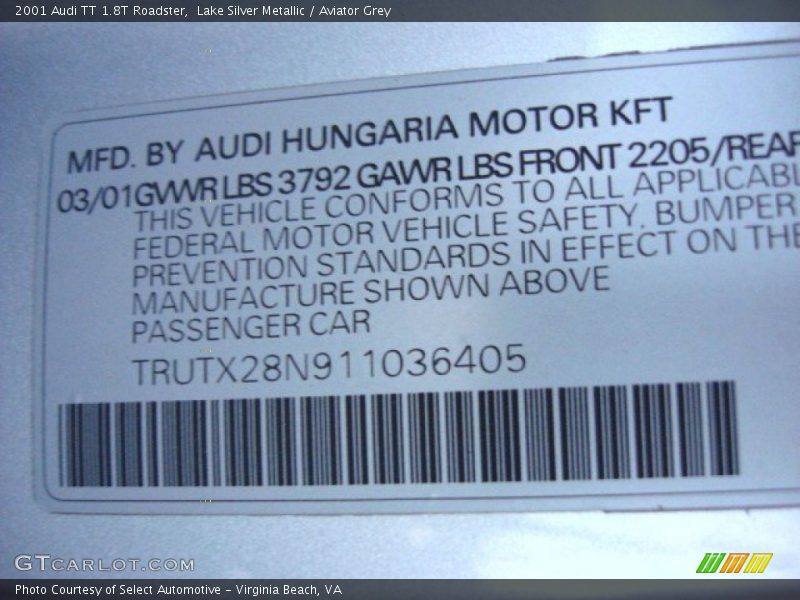 2001 Audi TT 1.8T Roadster,  Lake Silver Metallic / Aviator Grey
MFD. BY AUDI HUNGARIA MOTOR KFT
03/01 GVWR LBS 3792 GAWR LBS FRONT 2205/REAR
THIS VEHICLE CONFORMS TO ALL APPLICABL
FEDERAL MOTOR VEHICLE SAFETY. BUMPER
PREVENTION STANDARDS IN EFFECT ON THE
MANUFACTURE SHOWN ABOVE
PASSENGER CAR
TRUTX28N911036405
GTCARLOT.COM
Photo Courtesy of Select Automotive - Virginia Beach, VA